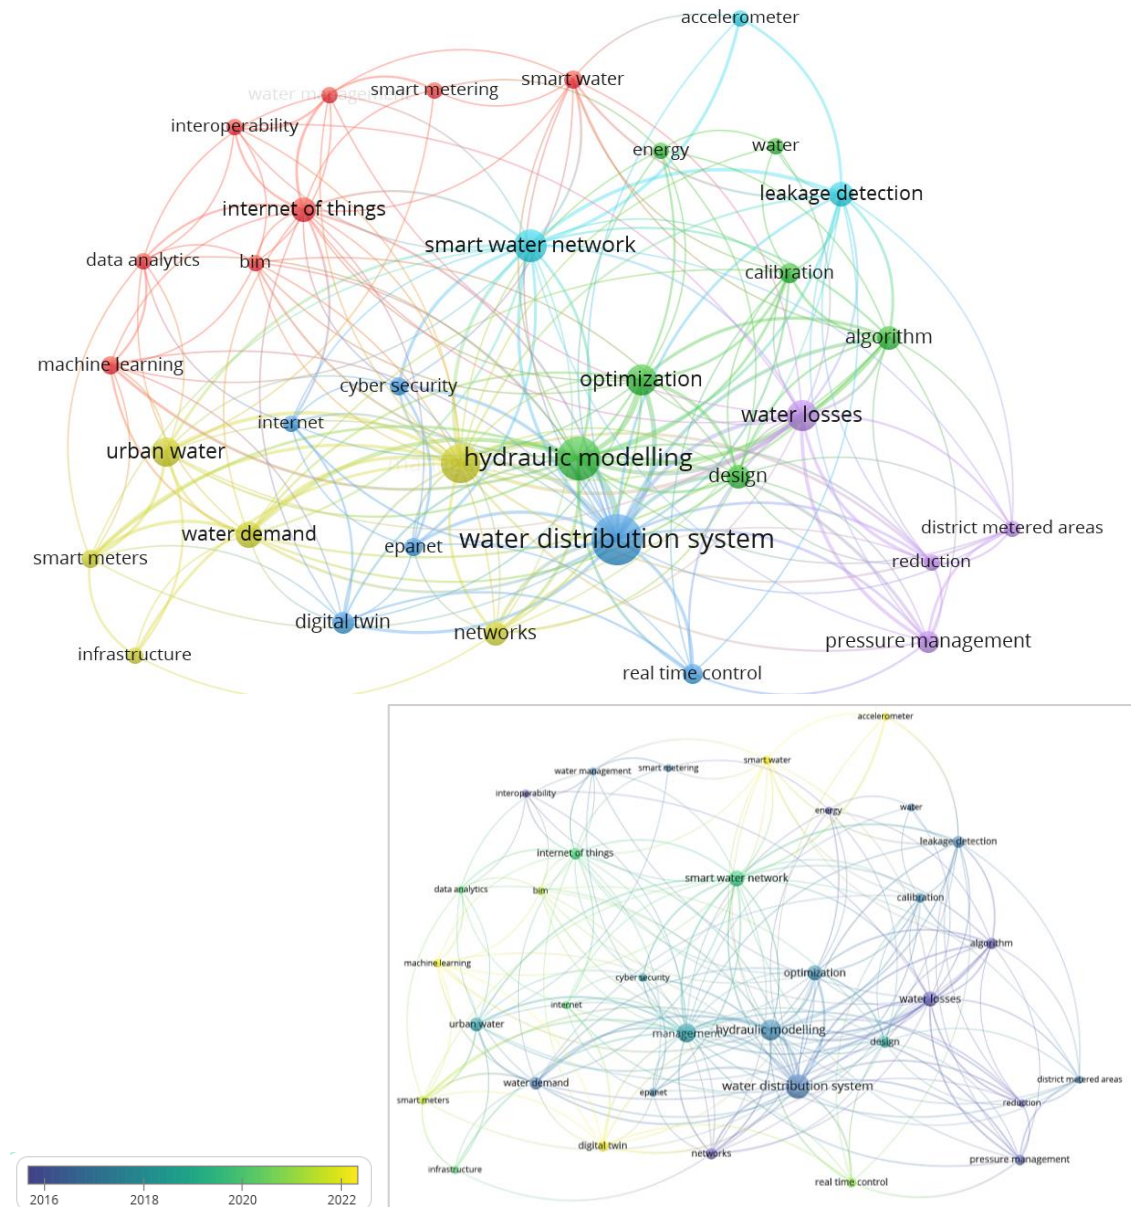 accelerometer
smart water
smart metering
water management
interoperability
energy
water
leakage detection
internet of things
smart water network
data analytics
bim
calibration
algorithm
machine learning
cyber security
optimization
water losses
internet
urban water
hydraulic modelling
design
district metered areas
water demand
epanet
water distribution system
smart meters
reduction
digital twin
networks
pressure management
infrastructure
real time control
accelerometer
smart water
water management
smart metering
interoperability
energy
water
leakage detection
internet of things
smart water network
data analytics
bim
calibration
algorithm
machine learning
cyber security
optimization
internet
water losses
urban water
management
hydraulic modelling
design
water demand
epanet
water distribution system
district metered areas
smart meters
reduction
digital twin
networks
pressure management
infrastructure
real time control
2016
2018
2020
2022